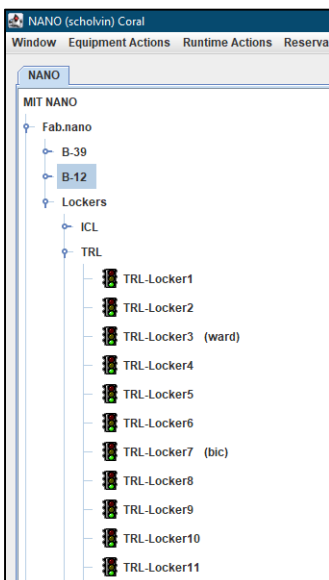 NANO (scholvin) Coral
Window Equipment Actions Runtime Actions
NANO
MIT NANO
Fab.nano
B-39
B-12
Lockers
ICL
TRL
TRL-Locker1
TRL-Locker2
TRL-Locker3 (ward)
TRL-Locker4
TRL-Locker5
TRL-Locker6
TRL-Locker7 (bic)
TRL-Locker8
TRL-Locker9
TRL-Locker10
TRL-Locker11